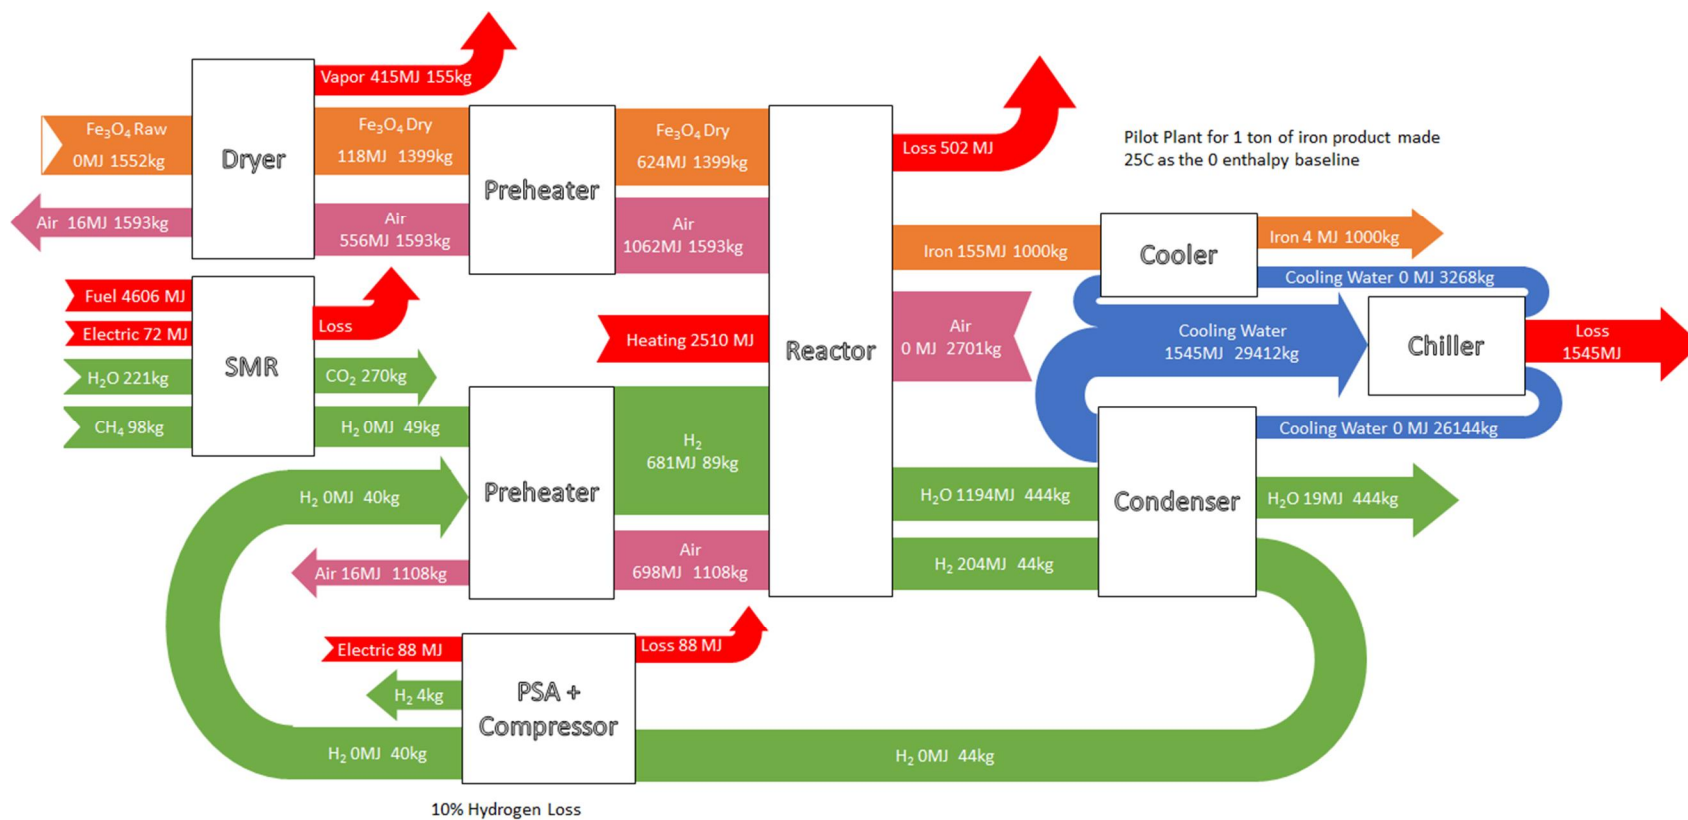 Vapor 415MJ 155kg
Fe₃O₄ Raw
0MJ 1552kg
Dryer
Fe₃O₄ Dry
118MJ 1399kg
Preheater
Fe₃O₄ Dry
624MJ 1399kg
Loss 502 MJ
Pilot Plant for 1 ton of iron product made
25C as the 0 enthalpy baseline
Air 16MJ 1593kg
Air
556MJ 1593kg
Air
1062MJ 1593kg
Reactor
Iron 155MJ 1000kg
Cooler
Iron 4 MJ 1000kg
Cooling Water 0 MJ 3268kg
Fuel 4606 MJ
Electric 72 MJ
H₂O 221kg
CH₄ 98kg
SMR
Loss
CO₂ 270kg
H₂ 0MJ 49kg
Heating 2510 MJ
Air
0 MJ 2701kg
Cooling Water
1545MJ 29412kg
Chiller
Loss
1545MJ
Cooling Water 0 MJ 26144kg
H₂ 0MJ 40kg
Preheater
H₂
681MJ 89kg
H₂O 1194MJ 444kg
Condenser
H₂O 19MJ 444kg
Air 16MJ 1108kg
Air
698MJ 1108kg
H₂ 204MJ 44kg
Electric 88 MJ
Loss 88 MJ
H₂ 4kg
PSA +
Compressor
H₂ 0MJ 40kg
H₂ 0MJ 44kg
10% Hydrogen Loss